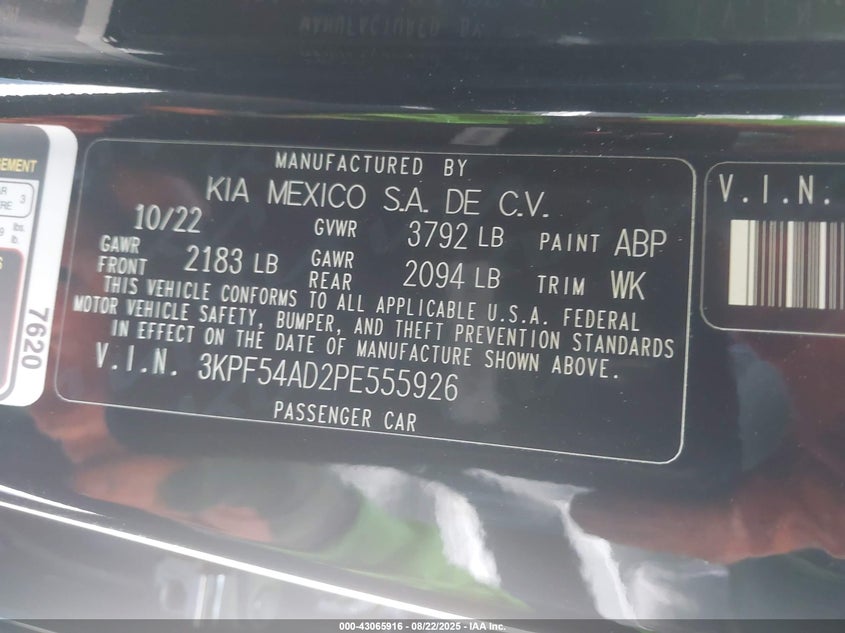 MANUFACTURED BY
KIA MEXICO S.A. DE C.V.
10/22 GVWR 3792 LB PAINT ABP
GAWR FRONT 2183 LB GAWR REAR 2094 LB TRIM WK
THIS VEHICLE CONFORMS TO ALL APPLICABLE U.S.A. FEDERAL
MOTOR VEHICLE SAFETY, BUMPER, AND THEFT PREVENTION STANDARDS
IN EFFECT ON THE DATE OF MANUFACTURE SHOWN ABOVE.
V.I.N. 3KPF54AD2PE555926
PASSENGER CAR
V.I.N.
7620
000-43065916 - 08/22/2025 - IAA Inc.